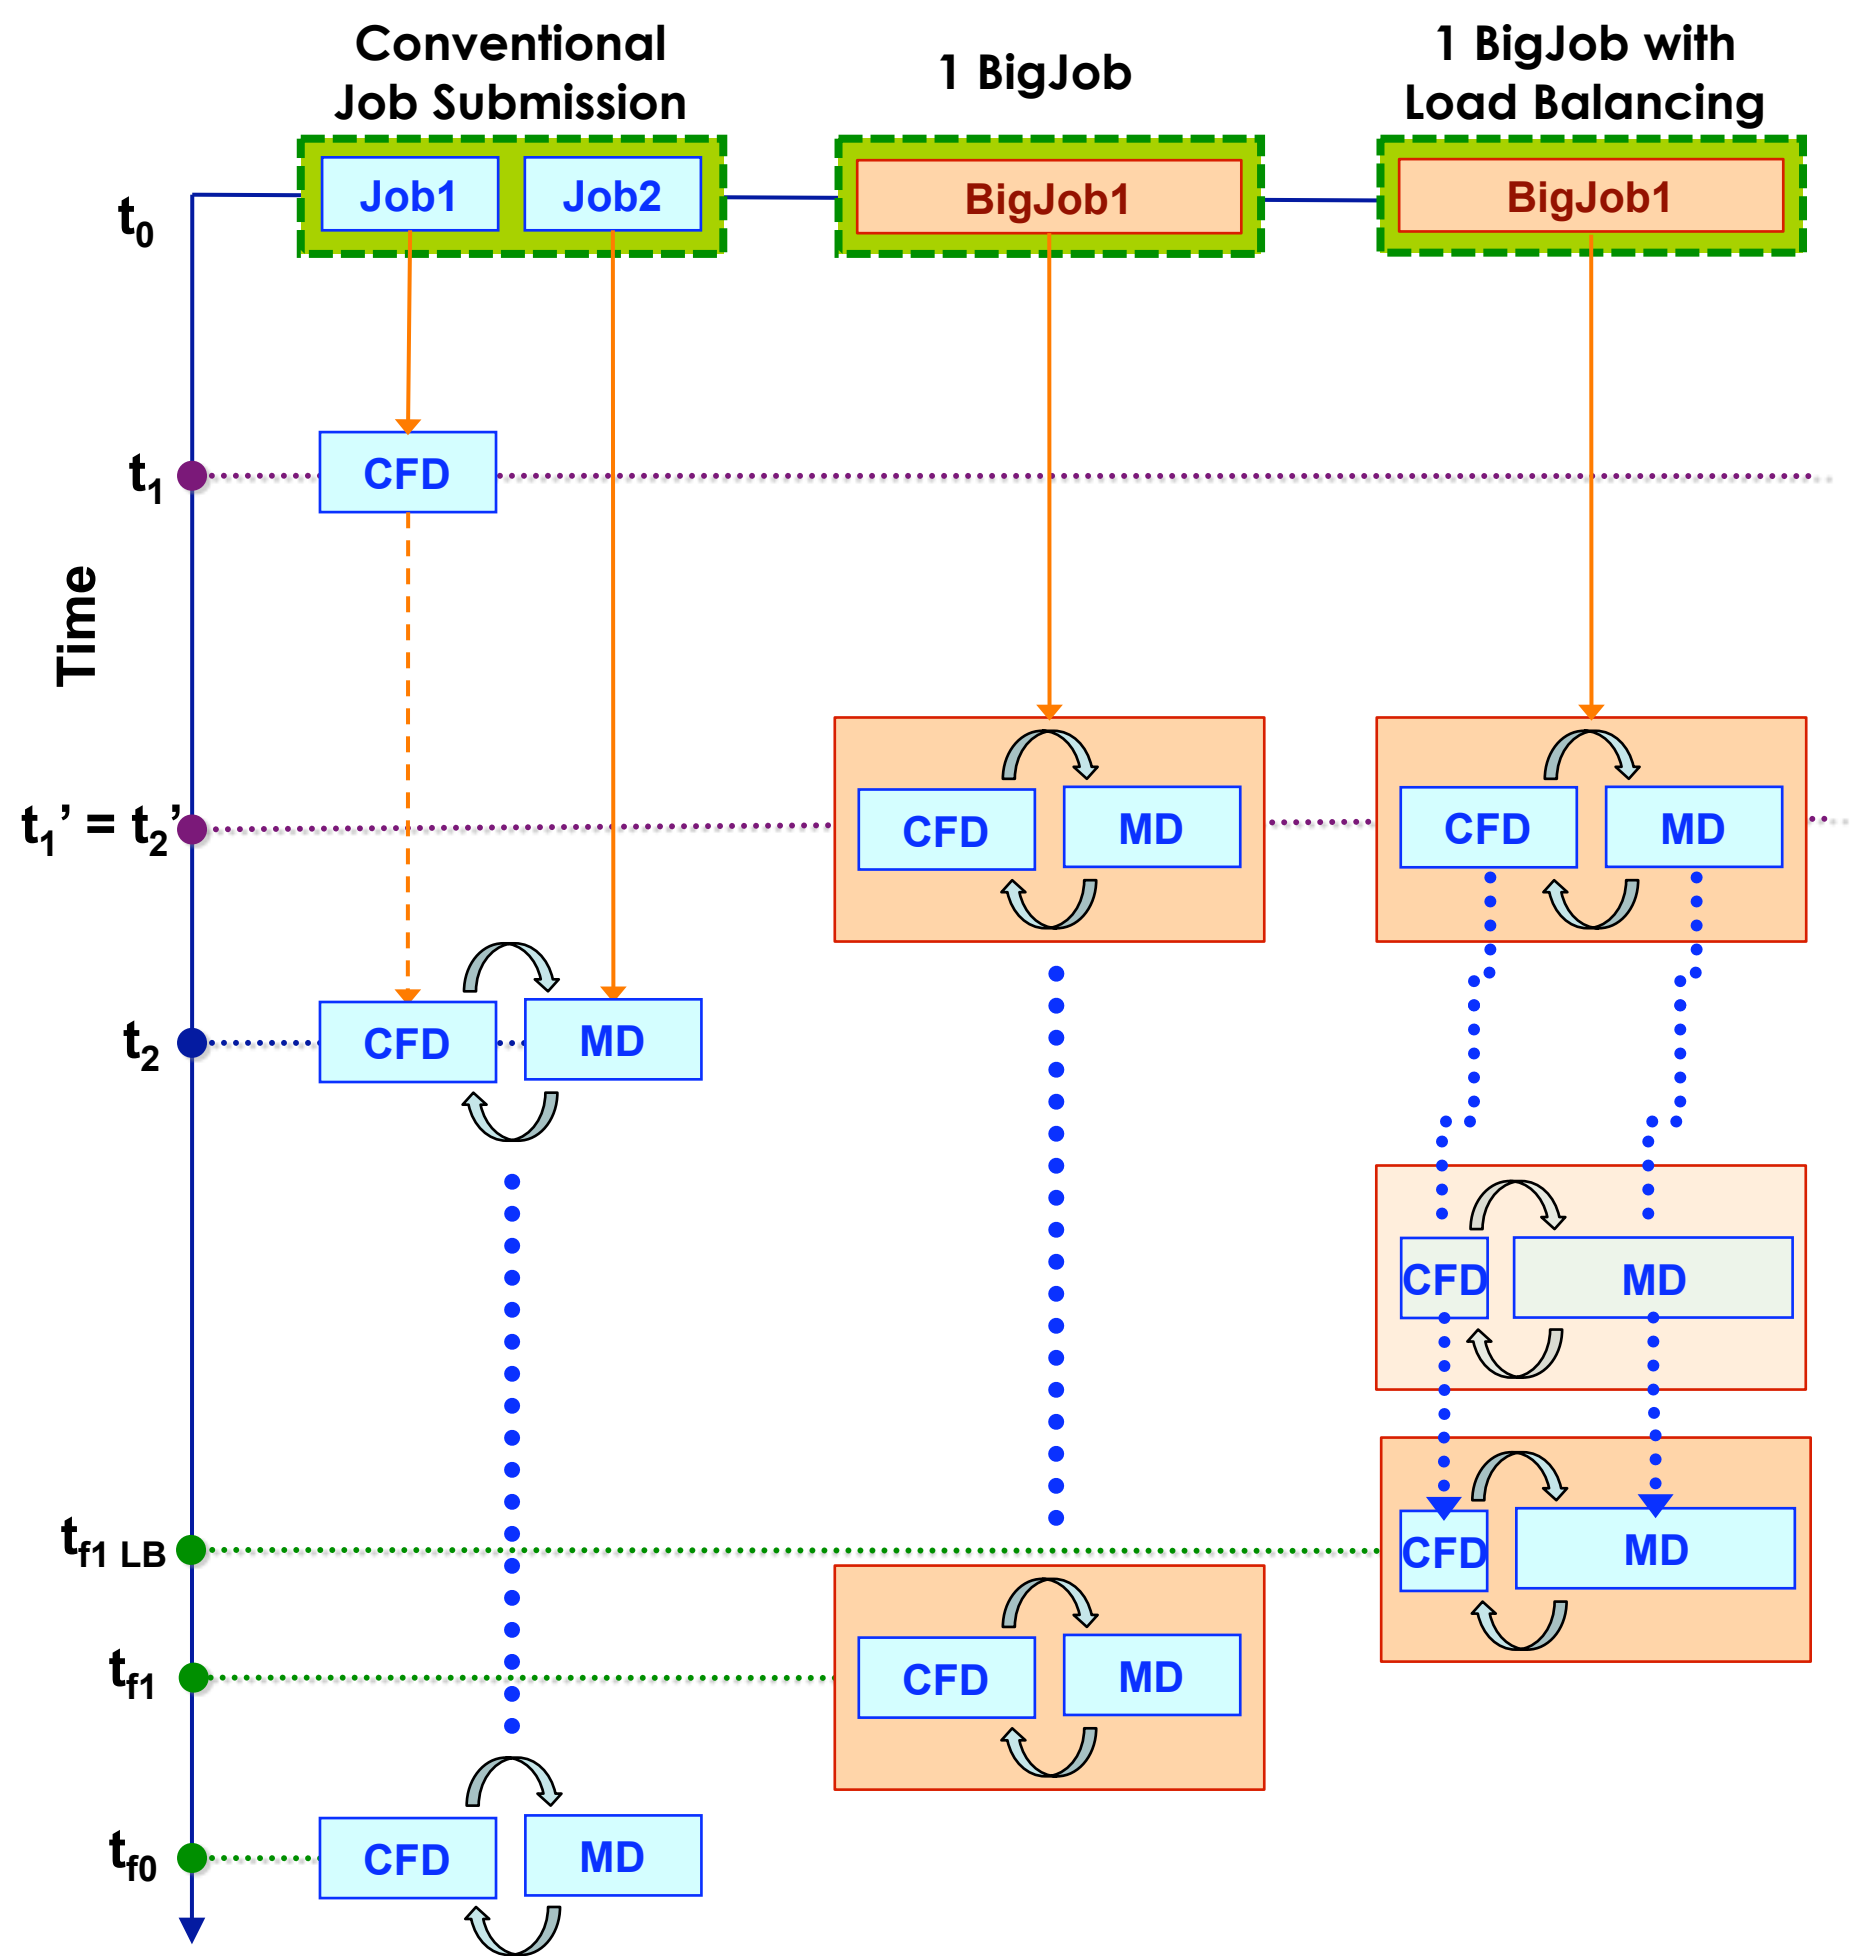 Conventional
Job Submission
1 BigJob
1 BigJob with
Load Balancing
t0
Job1
Job2
BigJob1
BigJob1
t1
CFD
Time
t1’ = t2’
CFD
MD
CFD
MD
t2
CFD
MD
CFD
MD
tf1 LB
CFD
MD
tf1
CFD
MD
tf0
CFD
MD